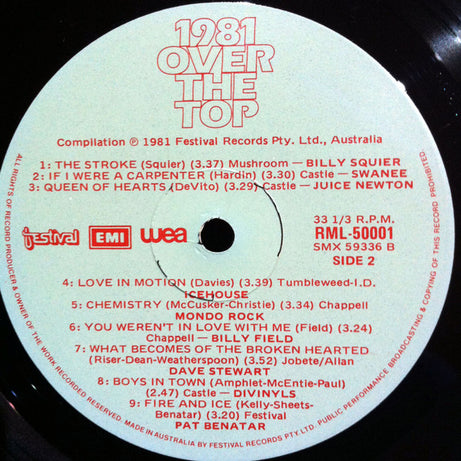 1981
OVER
THE
TOP
Compilation ℗ 1981 Festival Records Pty. Ltd., Australia
1: THE STROKE (Squier) (3.37) Mushroom — BILLY SQUIER
2: IF I WERE A CARPENTER (Hardin) (3.30) Castle — SWANEE
3: QUEEN OF HEARTS (DeVito) (3.29) Castle — JUICE NEWTON
festival EMI wea
33 1/3 R.P.M.
RML-50001
SMX 59336 B
SIDE 2
4: LOVE IN MOTION (Davies) (3.39) Tumbleweed-I.D.
ICEHOUSE
5: CHEMISTRY (McCusker-Christie) (3.34) Chappell
MONDO ROCK
6: YOU WEREN'T IN LOVE WITH ME (Field) (3.24)
Chappell — BILLY FIELD
7: WHAT BECOMES OF THE BROKEN HEARTED
(Riser-Dean-Weatherspoon) (3.52) Jobete/Allan
DAVE STEWART
8: BOYS IN TOWN (Amphlet-McEntie-Paul)
(2.47) Castle — DIVINYLS
9: FIRE AND ICE (Kelly-Sheets-
Benatar) (3.20) Festival
PAT BENATAR
ALL RIGHTS OF RECORD PRODUCER & OWNER OF THE WORK RECORDED RESERVED. MADE IN AUSTRALIA BY FESTIVAL RECORDS PTY LTD. PUBLIC PERFORMANCE BROADCASTING & COPYING OF THIS RECORD PROHIBITED